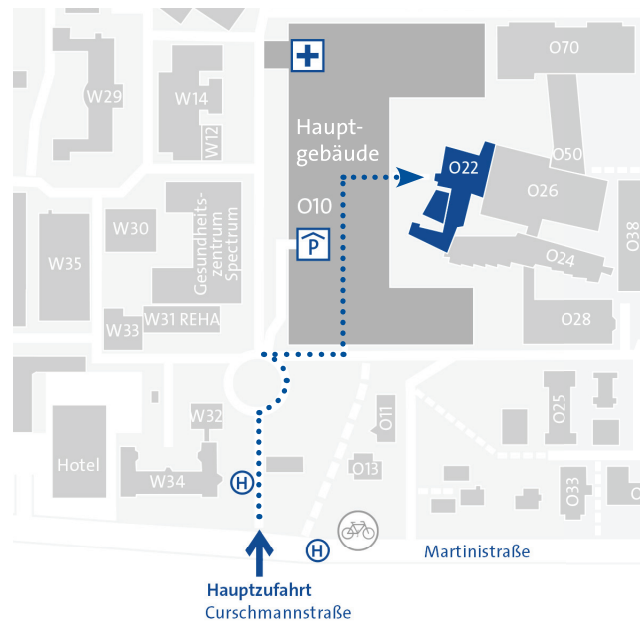 O70
W29
W14
W12
Haupt-
gebäude
O22
O50
O26
O10
P
W30
Gesundheits-
zentrum
Spectrum
W35
O38
O24
W31 REHA
W33
O28
W32
O11
O25
Hotel
W34
H
O13
O33
O
H
Martinistraße
Hauptzufahrt
Curschmannstraße